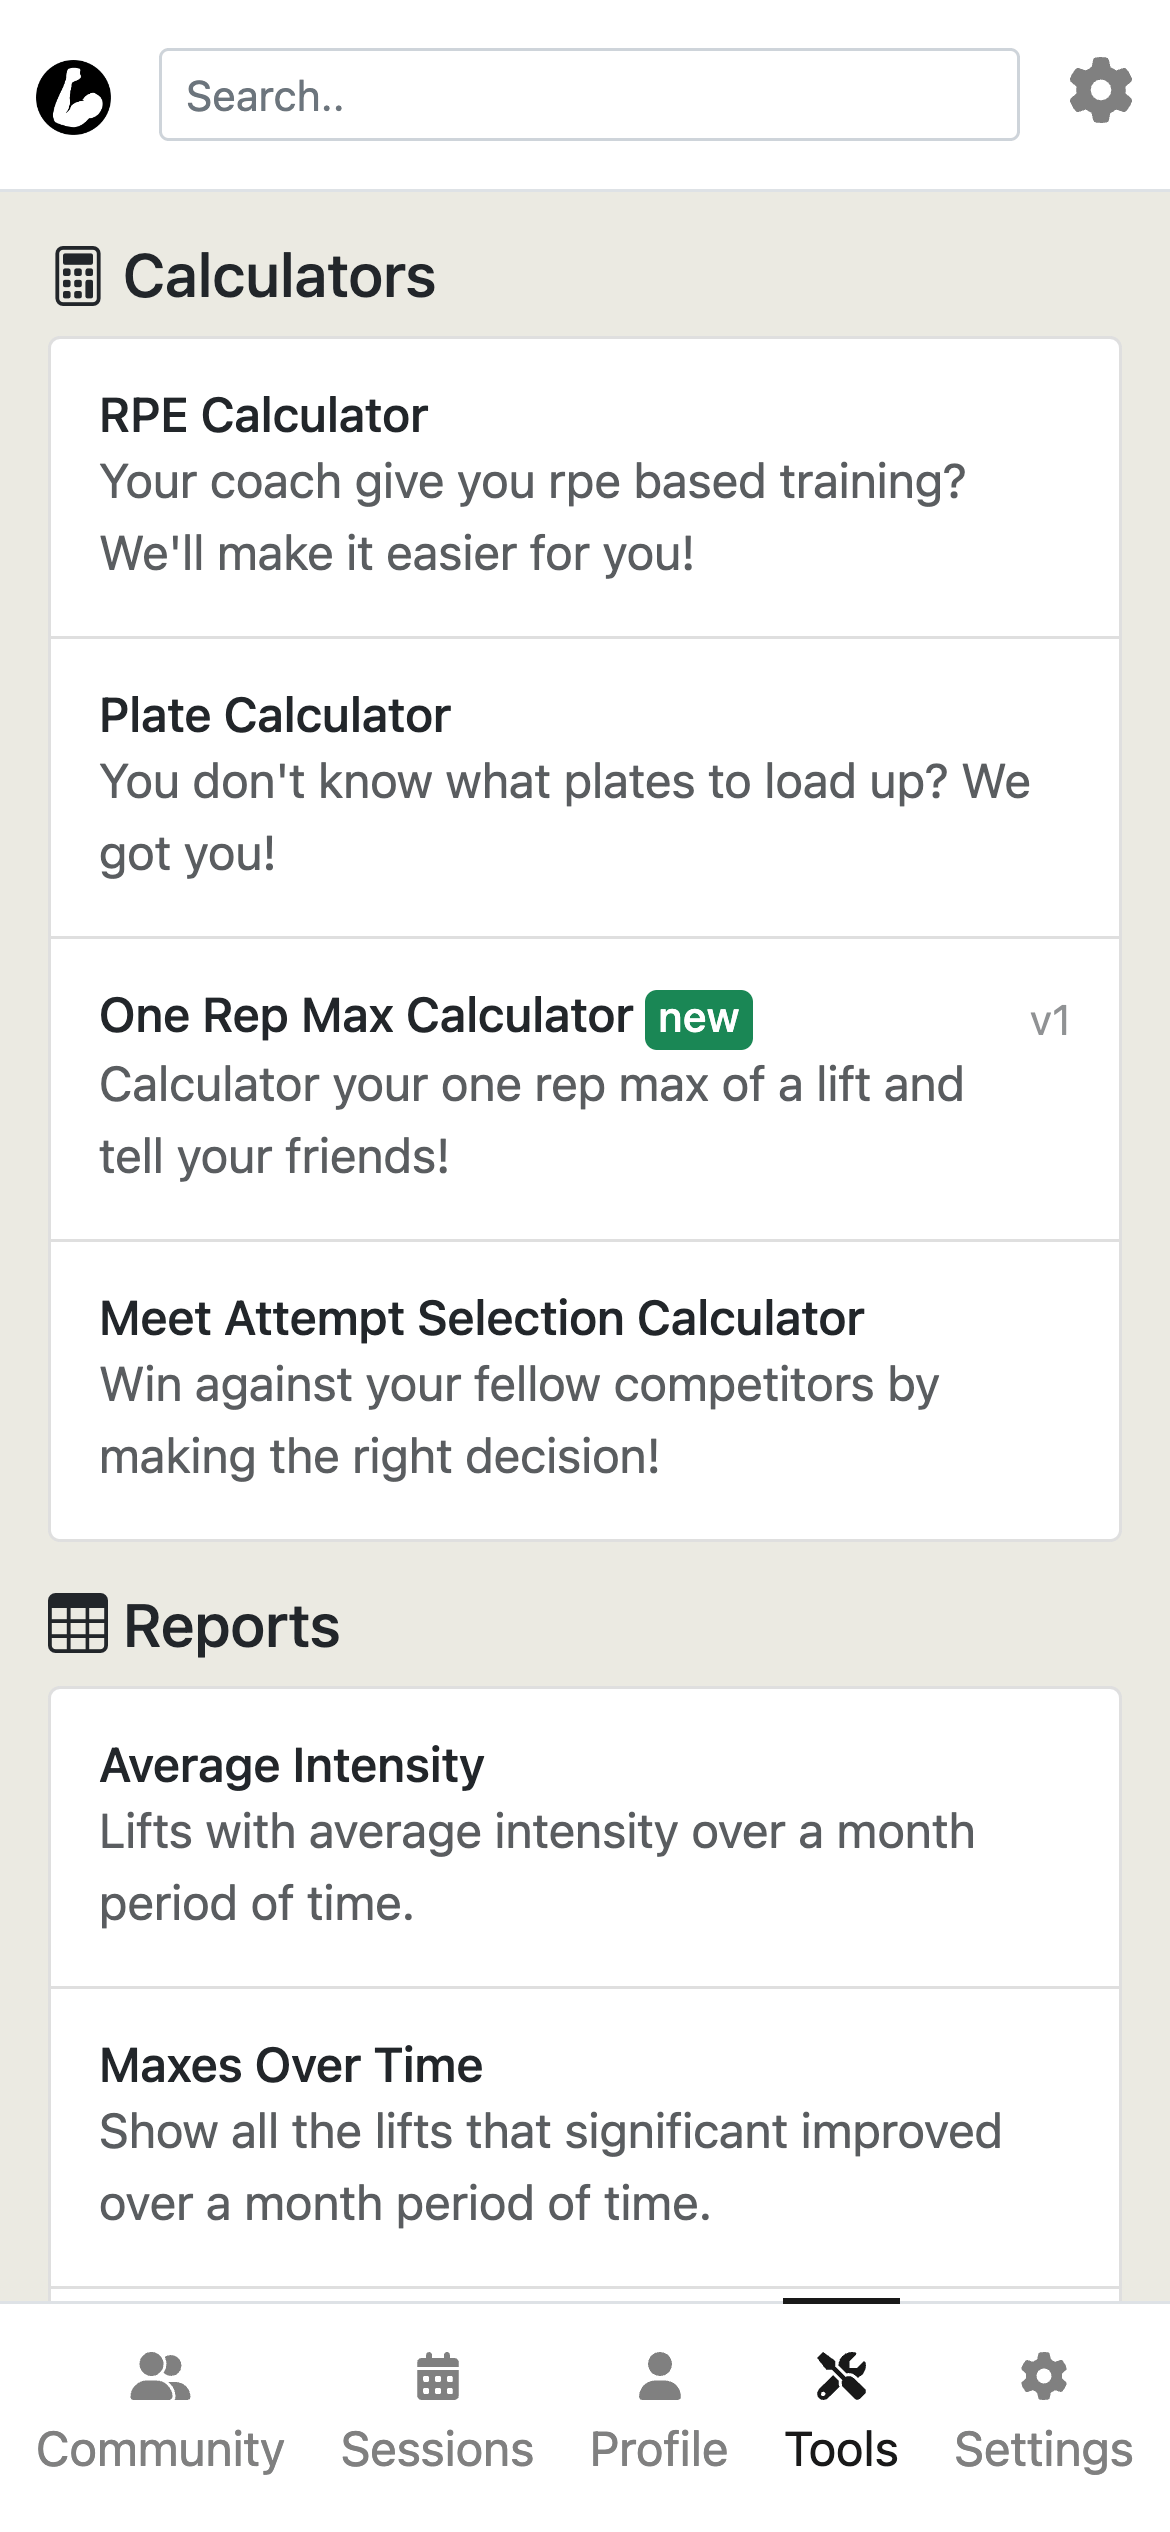 Search..
Calculators
RPE Calculator
Your coach give you rpe based training?
We'll make it easier for you!
Plate Calculator
You don't know what plates to load up? We
got you!
One Rep Max Calculator new v1
Calculator your one rep max of a lift and
tell your friends!
Meet Attempt Selection Calculator
Win against your fellow competitors by
making the right decision!
Reports
Average Intensity
Lifts with average intensity over a month
period of time.
Maxes Over Time
Show all the lifts that significant improved
over a month period of time.
Community Sessions Profile Tools Settings